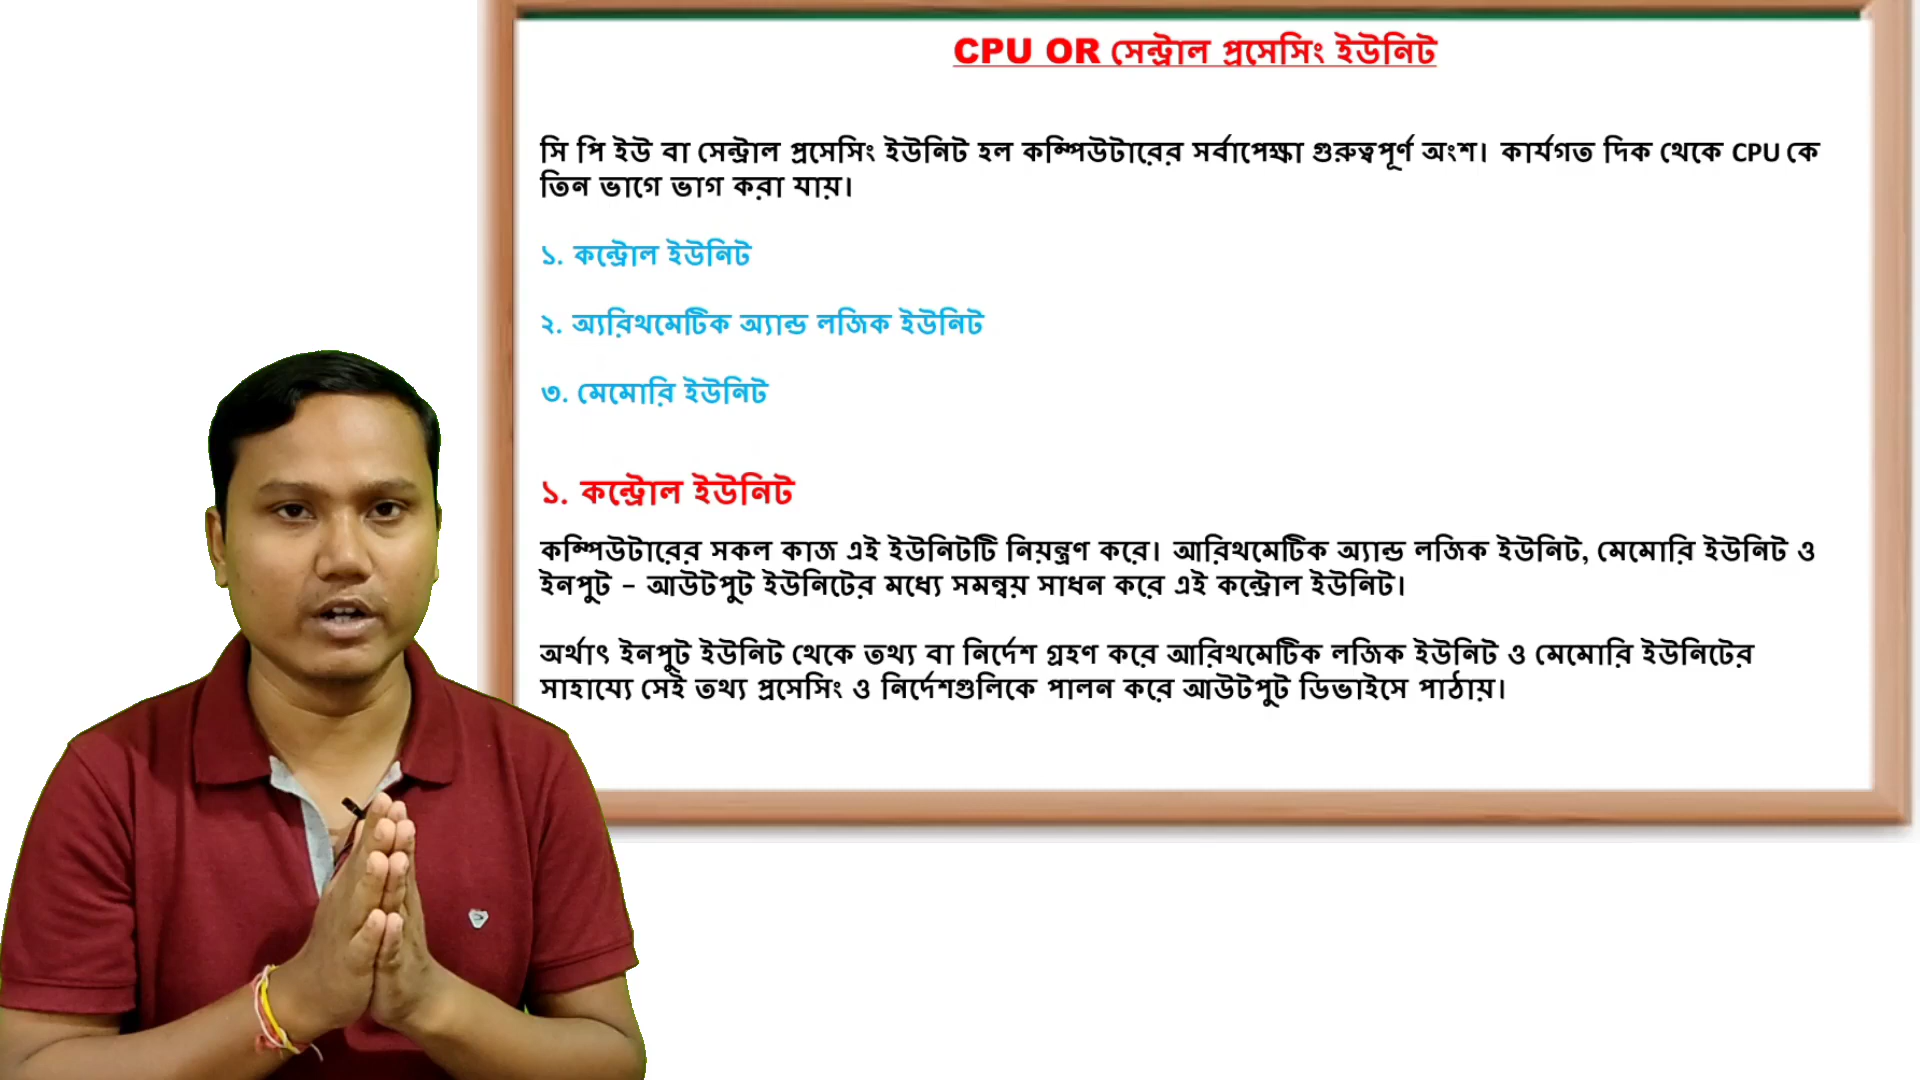 CPU OR সেন্ট্রাল প্রসেসিং ইউনিট
সি পি ইউ বা সেন্ট্রাল প্রসেসিং ইউনিট হল কম্পিউটারের সর্বাপেক্ষা গুরুত্বপূর্ণ অংশ। কার্যগত দিক থেকে CPU কে
তিন ভাগে ভাগ করা যায়।
১. কন্ট্রোল ইউনিট
২. অ্যরিথমেটিক অ্যান্ড লজিক ইউনিট
৩. মেমোরি ইউনিট
১. কন্ট্রোল ইউনিট
কম্পিউটারের সকল কাজ এই ইউনিটটি নিয়ন্ত্রণ করে। আরিথমেটিক অ্যান্ড লজিক ইউনিট, মেমোরি ইউনিট ও
ইনপুট – আউটপুট ইউনিটের মধ্যে সমন্বয় সাধন করে এই কন্ট্রোল ইউনিট।
অর্থাৎ ইনপুট ইউনিট থেকে তথ্য বা নির্দেশ গ্রহণ করে আরিথমেটিক লজিক ইউনিট ও মেমোরি ইউনিটের
সাহায্যে সেই তথ্য প্রসেসিং ও নির্দেশগুলিকে পালন করে আউটপুট ডিভাইসে পাঠায়।